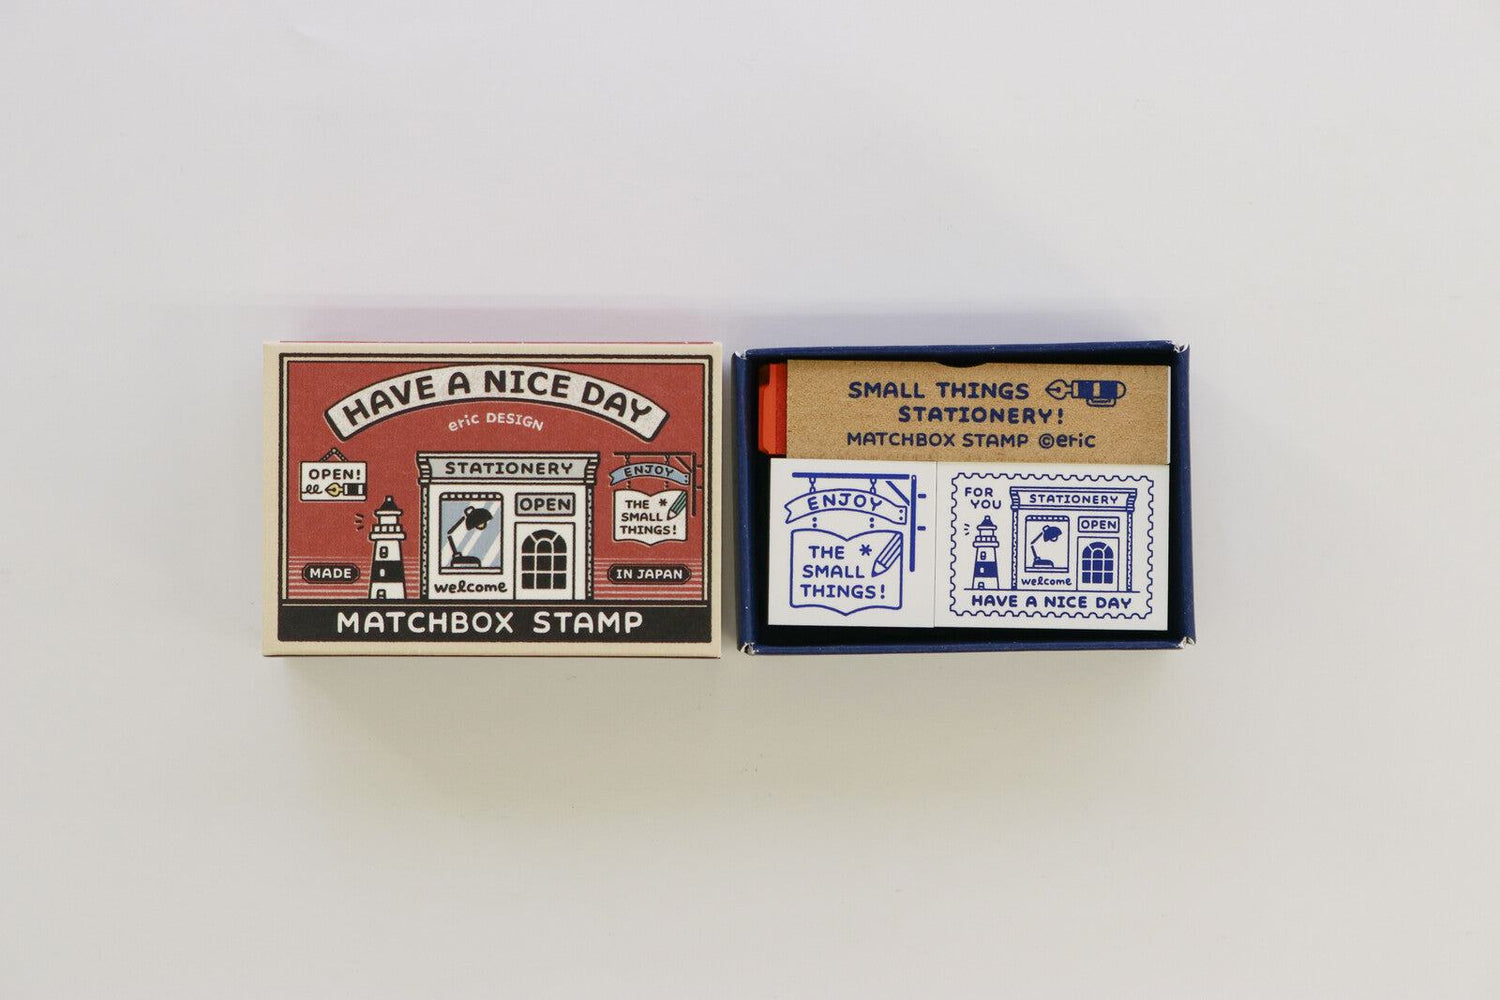 HAVE A NICE DAY
eric DESIGN
OPEN!
STATIONERY
OPEN
welcome
ENJOY
THE
SMALL
THINGS!
MADE
IN JAPAN
MATCHBOX STAMP
SMALL THINGS
STATIONERY!
MATCHBOX STAMP ©eric
ENJOY
THE
SMALL
THINGS!
FOR
YOU
STATIONERY
OPEN
welcome
HAVE A NICE DAY